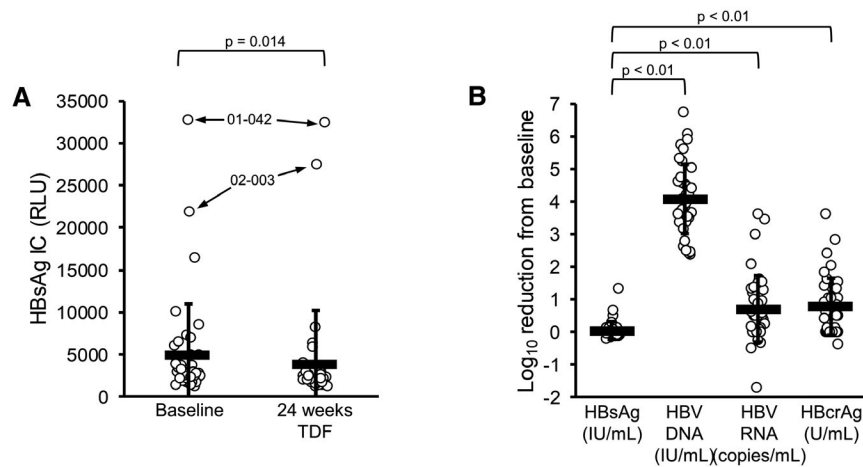 A
p = 0.014
HBsAg IC (RLU)
35000
30000
25000
20000
15000
10000
5000
0
01-042
02-003
Baseline
24 weeks
TDF
B
p < 0.01
p < 0.01
p < 0.01
Log10 reduction from baseline
7
6
5
4
3
2
1
0
-1
-2
HBsAg
(IU/mL)
HBV
DNA
(IU/mL)
HBV
RNA
(copies/mL)
HBcrAg
(U/mL)